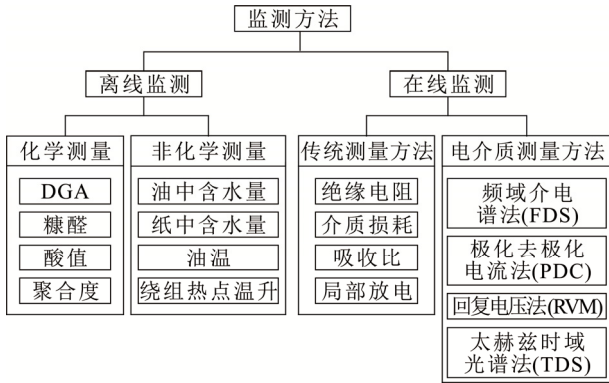 监测方法
离线监测
在线监测
化学测量
非化学测量
传统测量方法
电介质测量方法
DGA
糠醛
酸值
聚合度
油中含水量
纸中含水量
油温
绕组热点温升
绝缘电阻
介质损耗
吸收比
局部放电
频域介电
谱法(FDS)
极化去极化
电流法(PDC)
回复电压法(RVM)
太赫兹时域
光谱法(TDS)